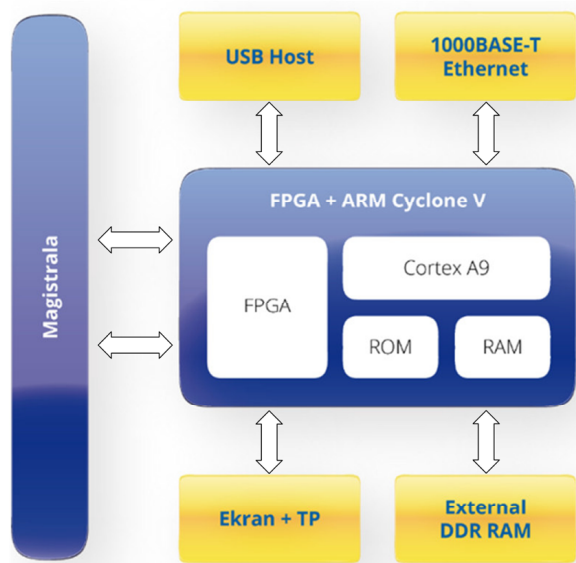 USB Host
1000BASE-T
Ethernet
Magistrala
FPGA + ARM Cyclone V
FPGA
Cortex A9
ROM
RAM
Ekran + TP
External
DDR RAM